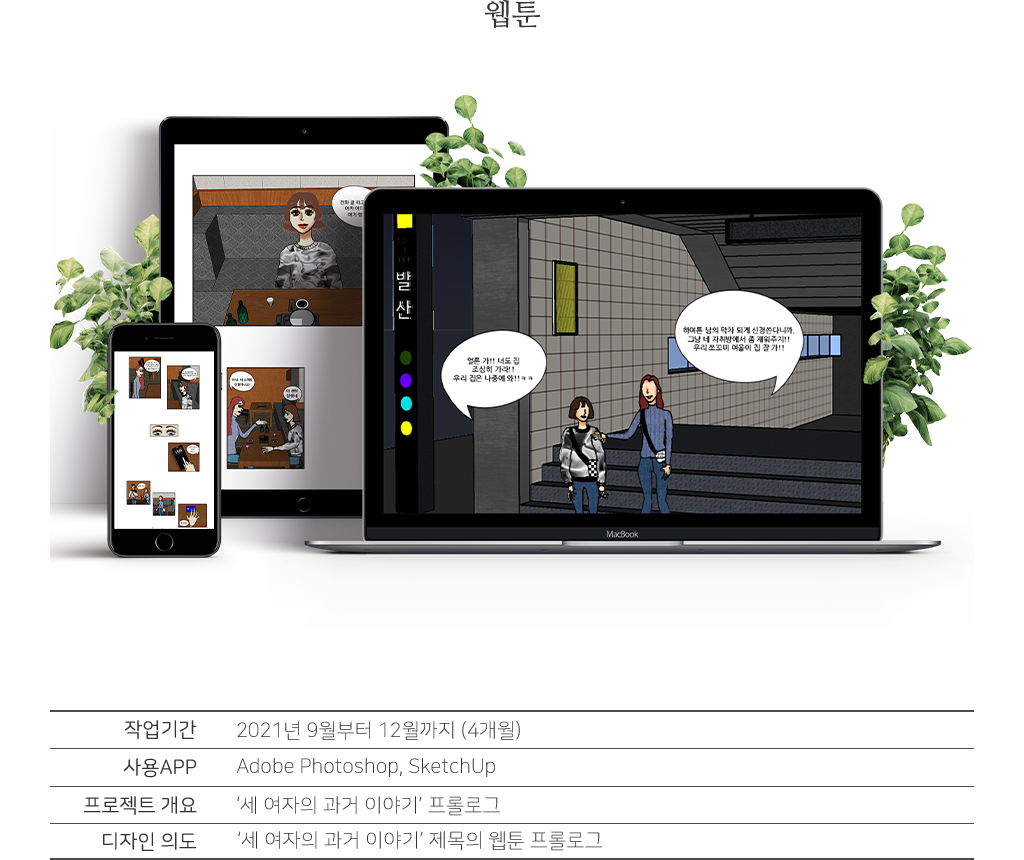 웹툰
발
산
얼른 가!! 너도 집
조심히 가라!!
우리 집은 나중에 와!!ㅋㅋ
하여튼 남의 막차 되게 신경쓴다니까.
그냥 네 자취방에서 좀 재워주지!!
우리 쪼꼬미 여울이 집 잘 가!!
MacBook
작업기간 2021년 9월부터 12월까지 (4개월)
사용APP Adobe Photoshop, SketchUp
프로젝트 개요 ‘세 여자의 과거 이야기’ 프롤로그
디자인 의도 ‘세 여자의 과거 이야기’ 제목의 웹툰 프롤로그